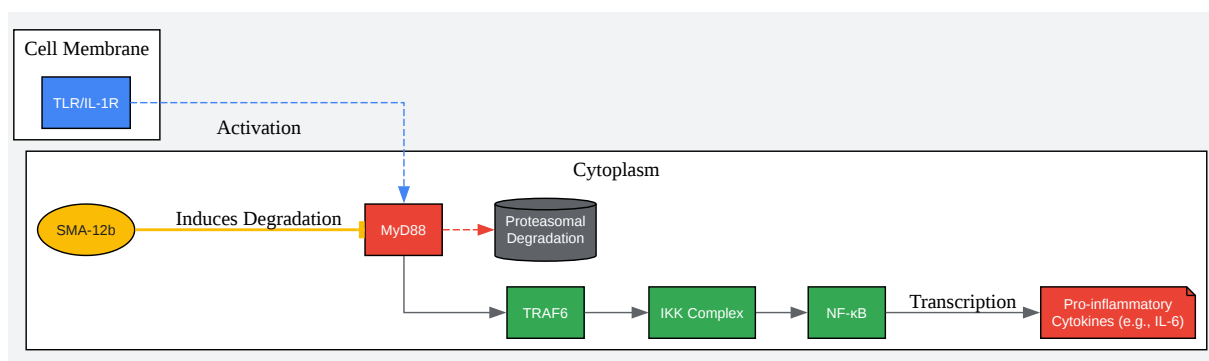 Cell Membrane
TLR/IL-1R
Activation
Cytoplasm
SMA-12b
Induces Degradation
MyD88
Proteasomal
Degradation
TRAF6
IKK Complex
NF-κB
Transcription
Pro-inflammatory
Cytokines (e.g., IL-6)